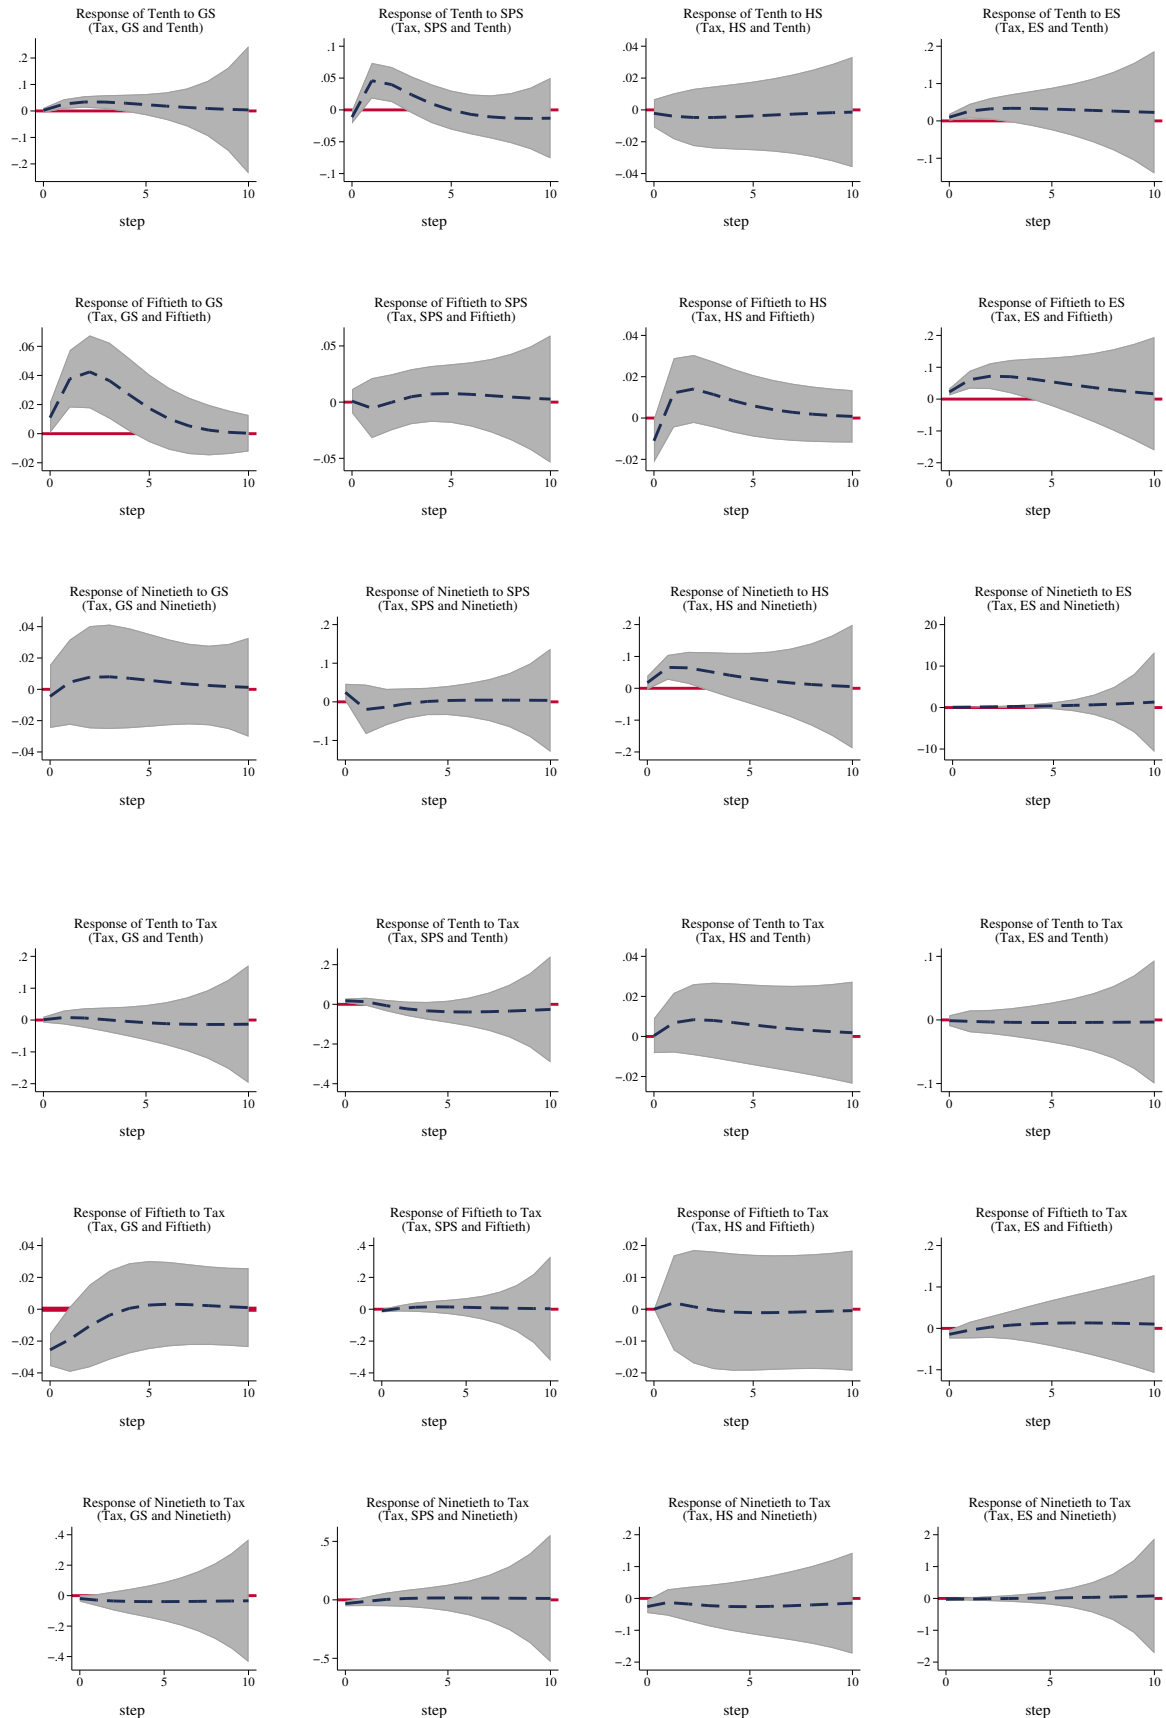 Response of Tenth to GS
(Tax, GS and Tenth)
.2
.1
0
-.1
-.2
0 5 10
step
Response of Tenth to SPS
(Tax, SPS and Tenth)
.1
.05
0
-.05
-.1
0 5 10
step
Response of Tenth to HS
(Tax, HS and Tenth)
.04
.02
0
-.02
-.04
0 5 10
step
Response of Tenth to ES
(Tax, ES and Tenth)
.2
.1
0
-.1
0 5 10
step
Response of Fiftieth to GS
(Tax, GS and Fiftieth)
.06
.04
.02
0
-.02
0 5 10
step
Response of Fiftieth to SPS
(Tax, SPS and Fiftieth)
.05
0
-.05
0 5 10
step
Response of Fiftieth to HS
(Tax, HS and Fiftieth)
.04
.02
0
-.02
0 5 10
step
Response of Fiftieth to ES
(Tax, ES and Fiftieth)
.2
.1
0
-.1
-.2
0 5 10
step
Response of Ninetieth to GS
(Tax, GS and Ninetieth)
.04
.02
0
-.02
-.04
0 5 10
step
Response of Ninetieth to SPS
(Tax, SPS and Ninetieth)
.2
.1
0
-.1
0 5 10
step
Response of Ninetieth to HS
(Tax, HS and Ninetieth)
.2
.1
0
-.1
-.2
0 5 10
step
Response of Ninetieth to ES
(Tax, ES and Ninetieth)
20
10
0
-10
0 5 10
step
Response of Tenth to Tax
(Tax, GS and Tenth)
.2
.1
0
-.1
-.2
0 5 10
step
Response of Tenth to Tax
(Tax, SPS and Tenth)
.2
0
-.2
-.4
0 5 10
step
Response of Tenth to Tax
(Tax, HS and Tenth)
.04
.02
0
-.02
0 5 10
step
Response of Tenth to Tax
(Tax, ES and Tenth)
.1
0
-.1
0 5 10
step
Response of Fiftieth to Tax
(Tax, GS and Fiftieth)
.04
.02
0
-.02
-.04
0 5 10
step
Response of Fiftieth to Tax
(Tax, SPS and Fiftieth)
.4
.2
0
-.2
-.4
0 5 10
step
Response of Fiftieth to Tax
(Tax, HS and Fiftieth)
.02
.01
0
-.01
-.02
0 5 10
step
Response of Fiftieth to Tax
(Tax, ES and Fiftieth)
.2
.1
0
-.1
0 5 10
step
Response of Ninetieth to Tax
(Tax, GS and Ninetieth)
.4
.2
0
-.2
-.4
0 5 10
step
Response of Ninetieth to Tax
(Tax, SPS and Ninetieth)
.5
0
-.5
0 5 10
step
Response of Ninetieth to Tax
(Tax, HS and Ninetieth)
.2
.1
0
-.1
-.2
0 5 10
step
Response of Ninetieth to Tax
(Tax, ES and Ninetieth)
2
1
0
-1
-2
0 5 10
step